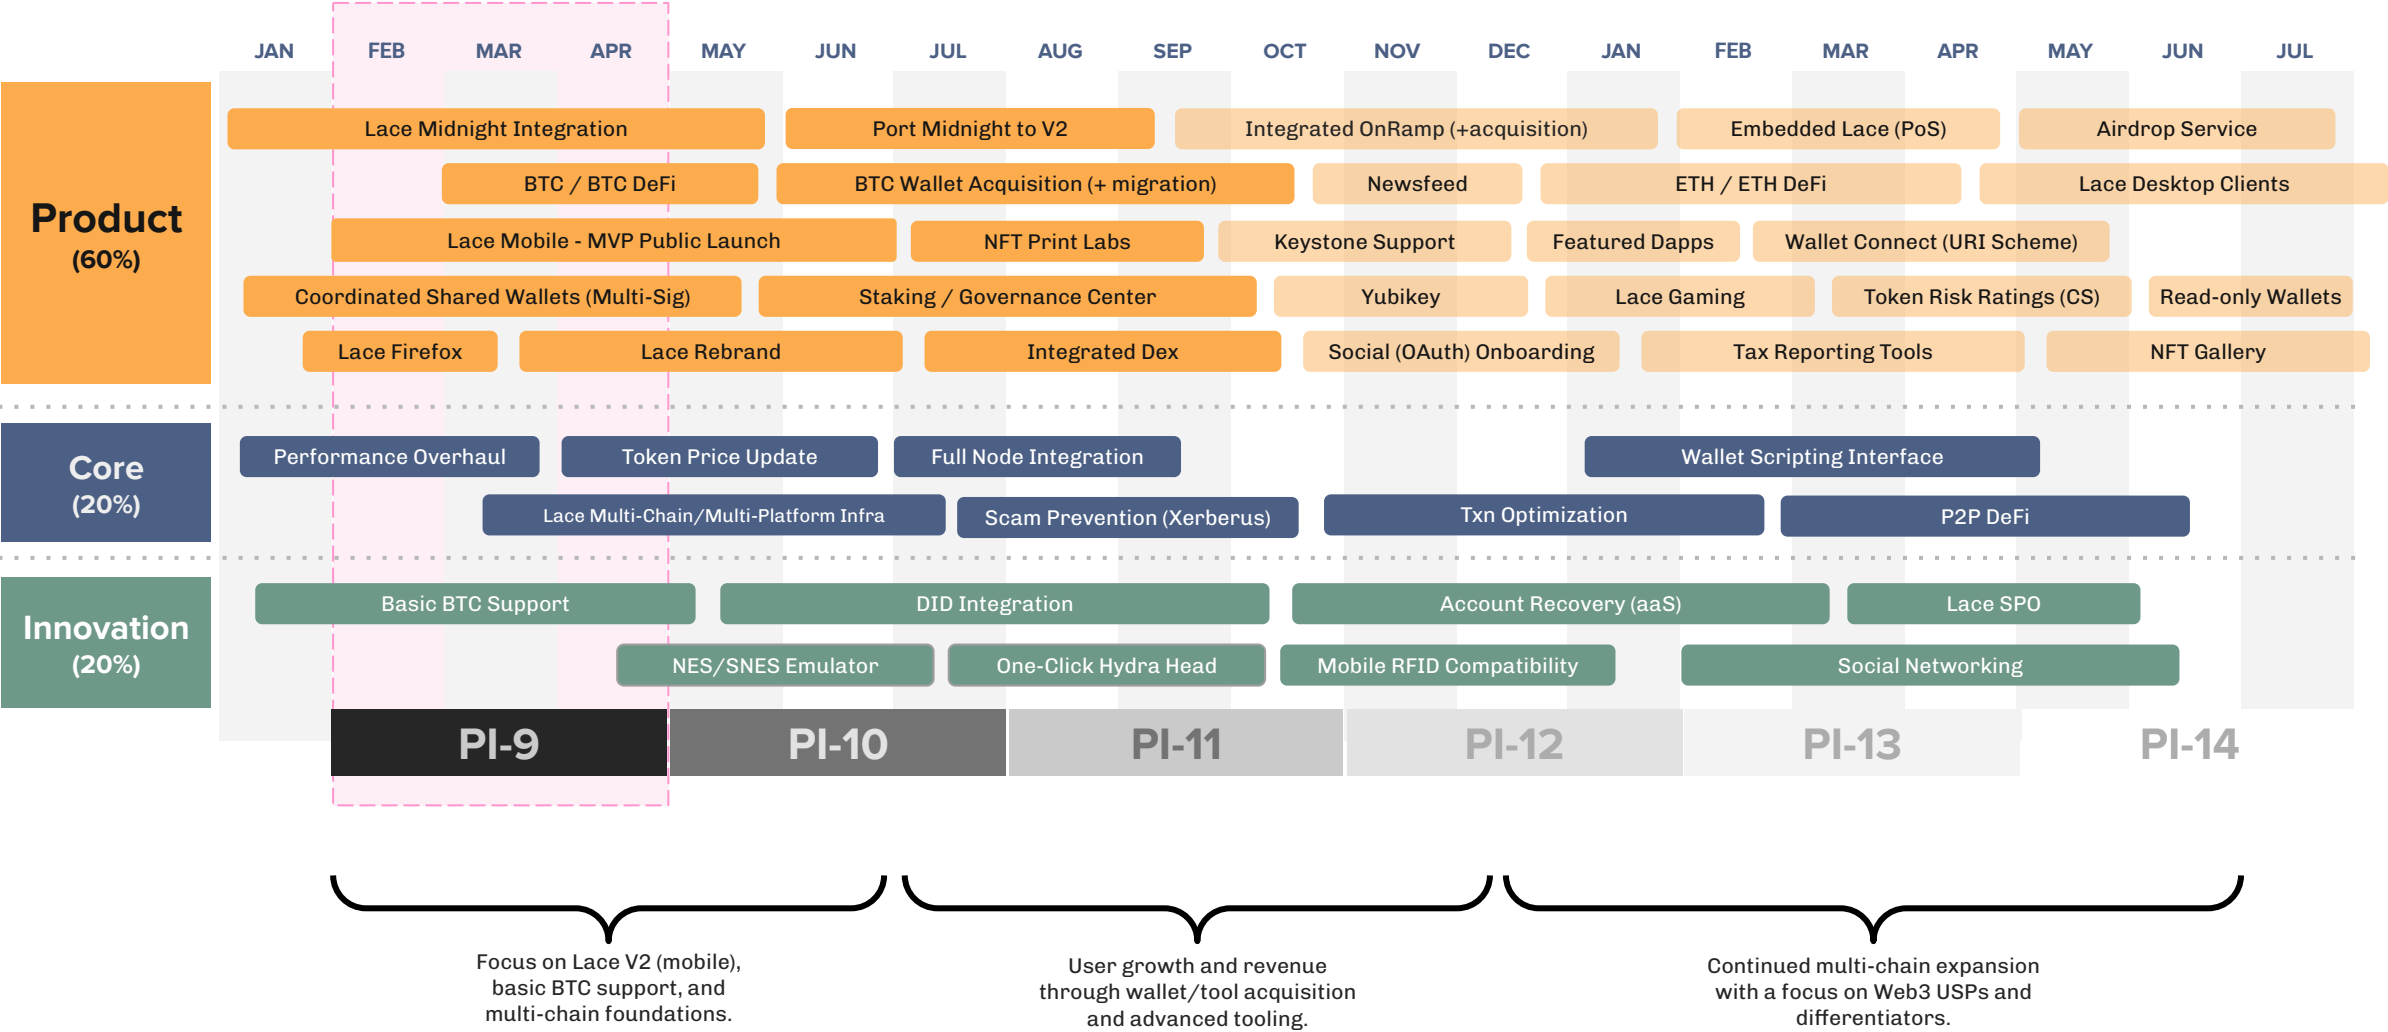 JAN FEB MAR APR MAY JUN JUL AUG SEP OCT NOV DEC JAN FEB MAR APR MAY JUN JUL
Product
(60%)
Lace Midnight Integration Port Midnight to V2 Integrated OnRamp (+acquisition) Embedded Lace (PoS) Airdrop Service
BTC / BTC DeFi BTC Wallet Acquisition (+ migration) Newsfeed ETH / ETH DeFi Lace Desktop Clients
Lace Mobile - MVP Public Launch NFT Print Labs Keystone Support Featured Dapps Wallet Connect (URI Scheme)
Coordinated Shared Wallets (Multi-Sig) Staking / Governance Center Yubikey Lace Gaming Token Risk Ratings (CS) Read-only Wallets
Lace Firefox Lace Rebrand Integrated Dex Social (OAuth) Onboarding Tax Reporting Tools NFT Gallery
Core
(20%)
Performance Overhaul Token Price Update Full Node Integration Wallet Scripting Interface
Lace Multi-Chain/Multi-Platform Infra Scam Prevention (Xerberus) Txn Optimization P2P DeFi
Innovation
(20%)
Basic BTC Support DID Integration Account Recovery (aaS) Lace SPO
NES/SNES Emulator One-Click Hydra Head Mobile RFID Compatibility Social Networking
PI-9 PI-10 PI-11 PI-12 PI-13 PI-14
Focus on Lace V2 (mobile),
basic BTC support, and
multi-chain foundations.
User growth and revenue
through wallet/tool acquisition
and advanced tooling.
Continued multi-chain expansion
with a focus on Web3 USPs and
differentiators.